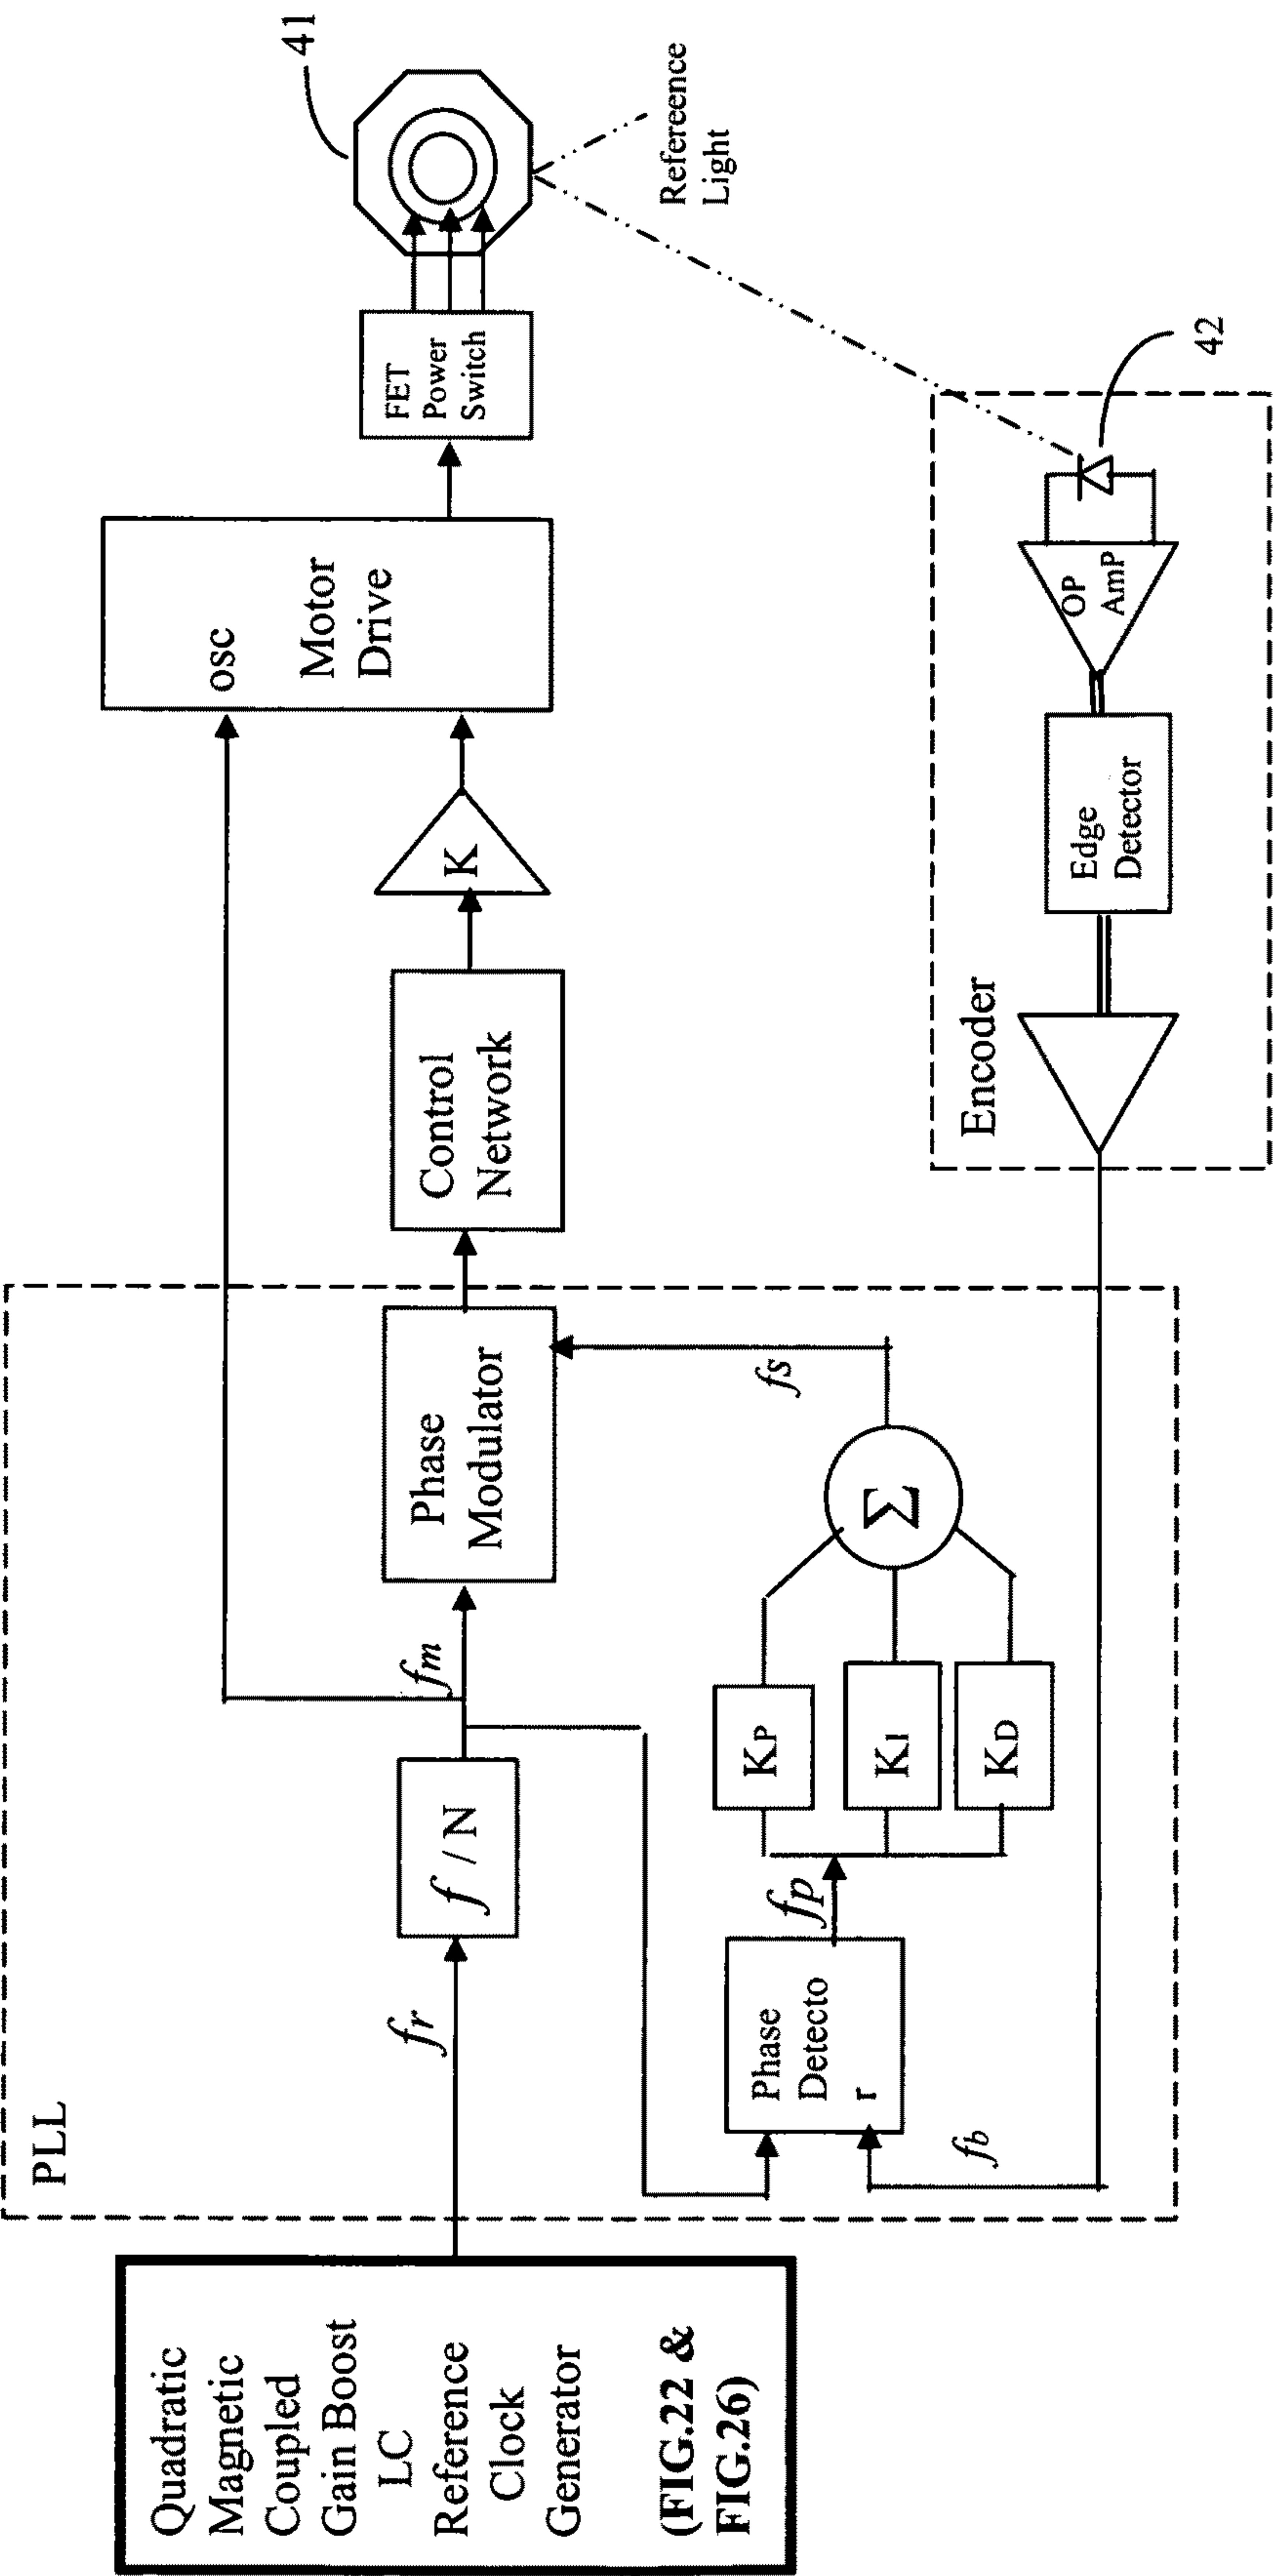 PLL
Quadratic
Magnetic
Coupled
Gain Boost
LC
Reference
Clock
Generator
(FIG.22 &
FIG.26)
fr
f / N
fm
Phase
Modulator
Control
Network
K
osc
Motor
Drive
FET
Power
Switch
41
Refereence
Light
Phase
Detecto
r
fp
fb
KP
KI
KD
Σ
fs
Encoder
Edge
Detector
OP
AmP
42